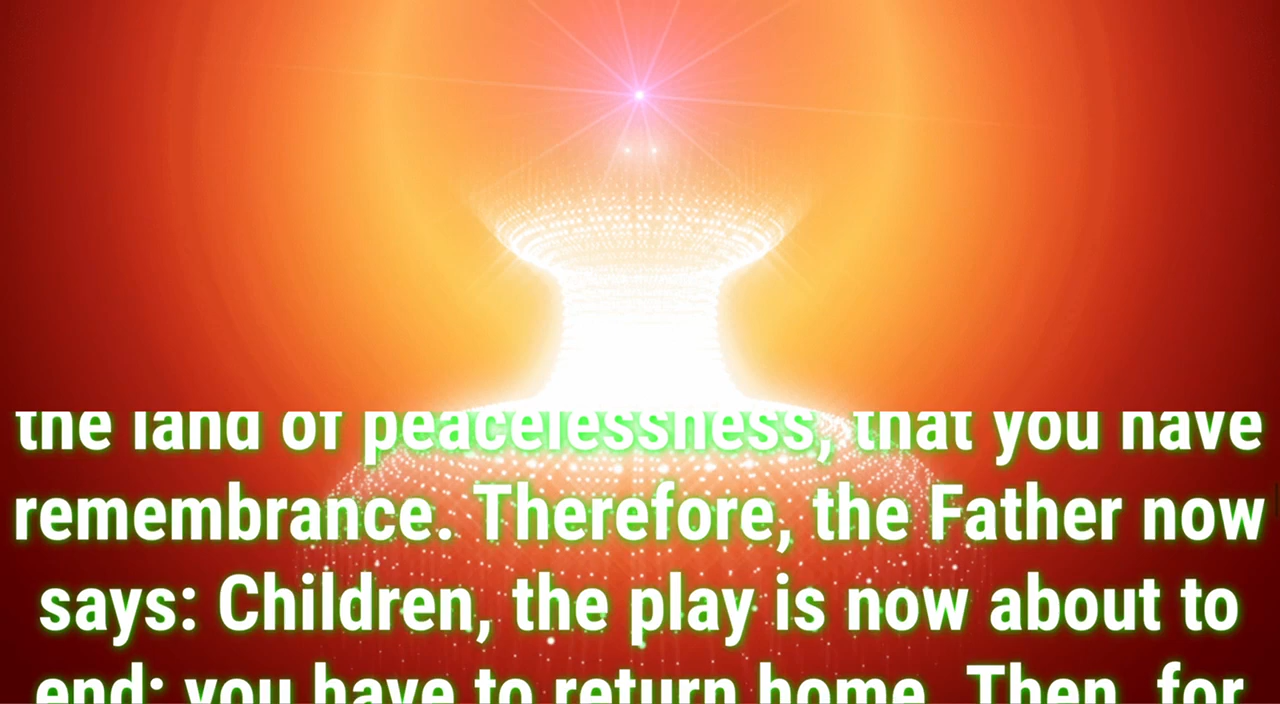 the land of peacelessness, that you have
remembrance. Therefore, the Father now
says: Children, the play is now about to
end; you have to return home. Then, for